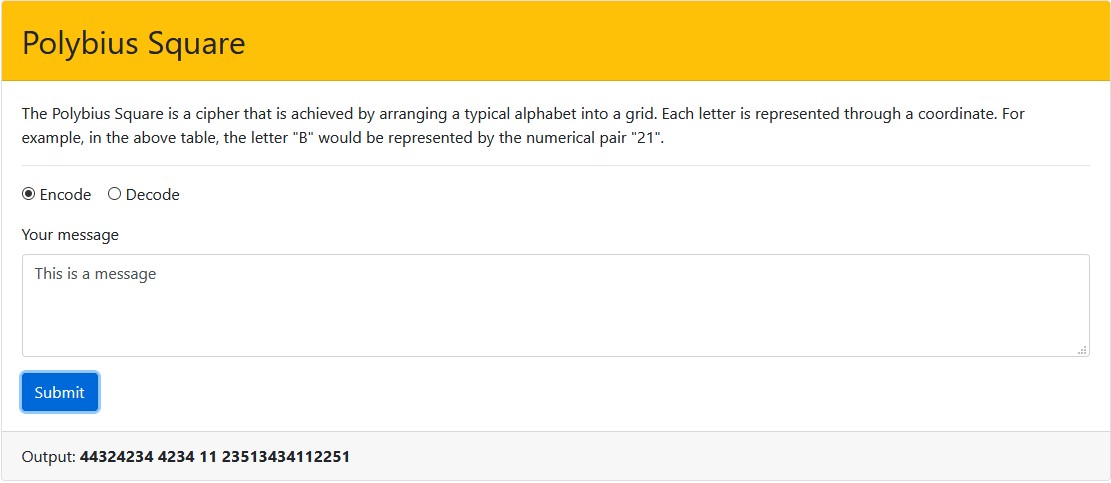 Polybius Square
The Polybius Square is a cipher that is achieved by arranging a typical alphabet into a grid. Each letter is represented through a coordinate. For
example, in the above table, the letter "B" would be represented by the numerical pair "21".
Encode Decode
Your message
This is a message
Submit
Output: 44324234 4234 11 23513434112251